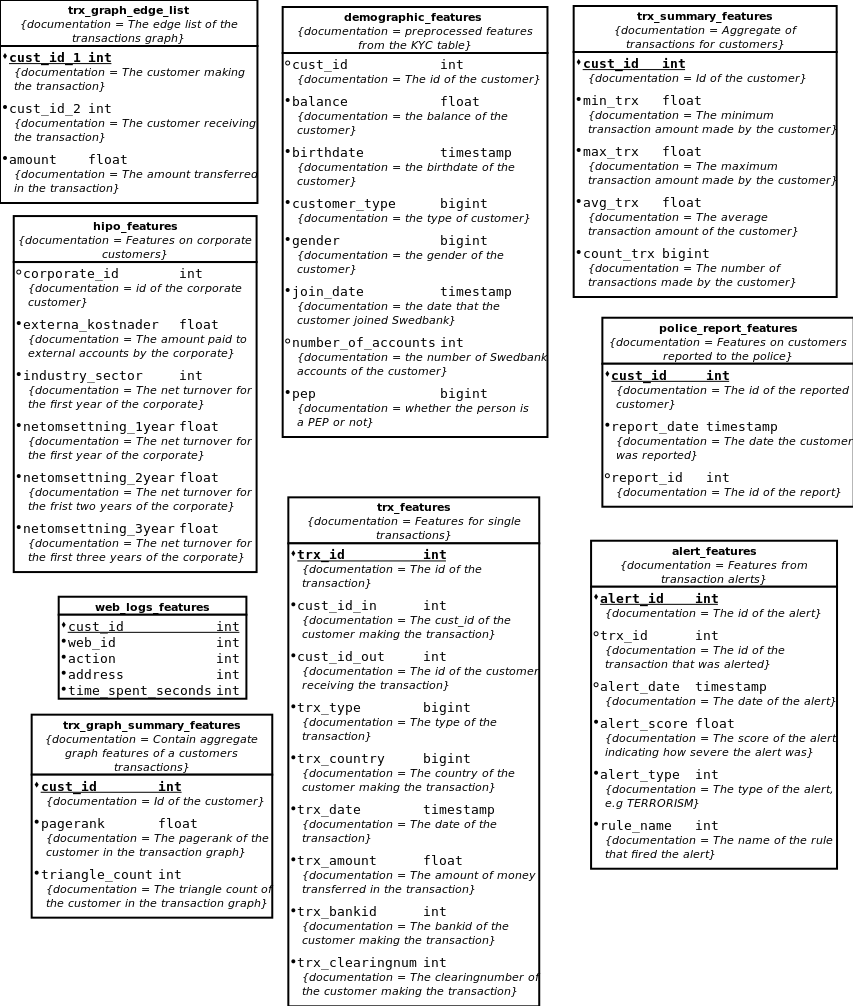 trx_graph_edge_list
{documentation = The edge list of the
transactions graph}
cust_id_1 int
{documentation = The customer making
the transaction}
cust_id_2 int
{documentation = The customer receiving
the transaction}
amount float
{documentation = The amount transferred
in the transaction}
hipo_features
{documentation = Features on corporate
customers}
corporate_id int
{documentation = id of the corporate
customer}
externa_kostnader float
{documentation = The amount paid to
external accounts by the corporate}
industry_sector int
{documentation = The net turnover for
the first year of the corporate}
netomsettning_1year float
{documentation = The net turnover for
the first year of the corporate}
netomsettning_2year float
{documentation = The net turnover for
the frist two years of the corporate}
netomsettning_3year float
{documentation = The net turnover for
the first three years of the corporate}
web_logs_features
cust_id int
web_id int
action int
address int
time_spent_seconds int
trx_graph_summary_features
{documentation = Contain aggregate
graph features of a customers
transactions}
cust_id int
{documentation = Id of the customer}
pagerank float
{documentation = The pagerank of the
customer in the transaction graph}
triangle_count int
{documentation = The triangle count of
the customer in the transaction graph}
demographic_features
{documentation = preprocessed features
from the KYC table}
cust_id int
{documentation = The id of the customer}
balance float
{documentation = the balance of the
customer}
birthdate timestamp
{documentation = the birthdate of the
customer}
customer_type bigint
{documentation = the type of customer}
gender bigint
{documentation = the gender of the
customer}
join_date timestamp
{documentation = the date that the
customer joined Swedbank}
number_of_accounts int
{documentation = the number of Swedbank
accounts of the customer}
pep bigint
{documentation = whether the person is
a PEP or not}
trx_features
{documentation = Features for single
transactions}
trx_id int
{documentation = The id of the
transaction}
cust_id_in int
{documentation = The cust_id of the
customer making the transaction}
cust_id_out int
{documentation = The id of the customer
receiving the transaction}
trx_type bigint
{documentation = The type of the
transaction}
trx_country bigint
{documentation = The country of the
customer making the transaction}
trx_date timestamp
{documentation = The date of the
transaction}
trx_amount float
{documentation = The amount of money
transferred in the transaction}
trx_bankid int
{documentation = The bankid of the
customer making the transaction}
trx_clearingnum int
{documentation = The clearingnumber of
the customer making the transaction}
trx_summary_features
{documentation = Aggregate of
transactions for customers}
cust_id int
{documentation = Id of the customer}
min_trx float
{documentation = The minimum
transaction amount made by the customer}
max_trx float
{documentation = The maximum
transaction amount made by the customer}
avg_trx float
{documentation = The average
transaction amount of the customer}
count_trx bigint
{documentation = The number of
transactions made by the customer}
police_report_features
{documentation = Features on customers
reported to the police}
cust_id int
{documentation = The id of the reported
customer}
report_date timestamp
{documentation = The date the customer
was reported}
report_id int
{documentation = The id of the report}
alert_features
{documentation = Features from
transaction alerts}
alert_id int
{documentation = The id of the alert}
trx_id int
{documentation = The id of the
transaction that was alerted}
alert_date timestamp
{documentation = The date of the alert}
alert_score float
{documentation = The score of the alert
indicating how severe the alert was}
alert_type int
{documentation = The type of the alert,
e.g TERRORISM}
rule_name int
{documentation = The name of the rule
that fired the alert}